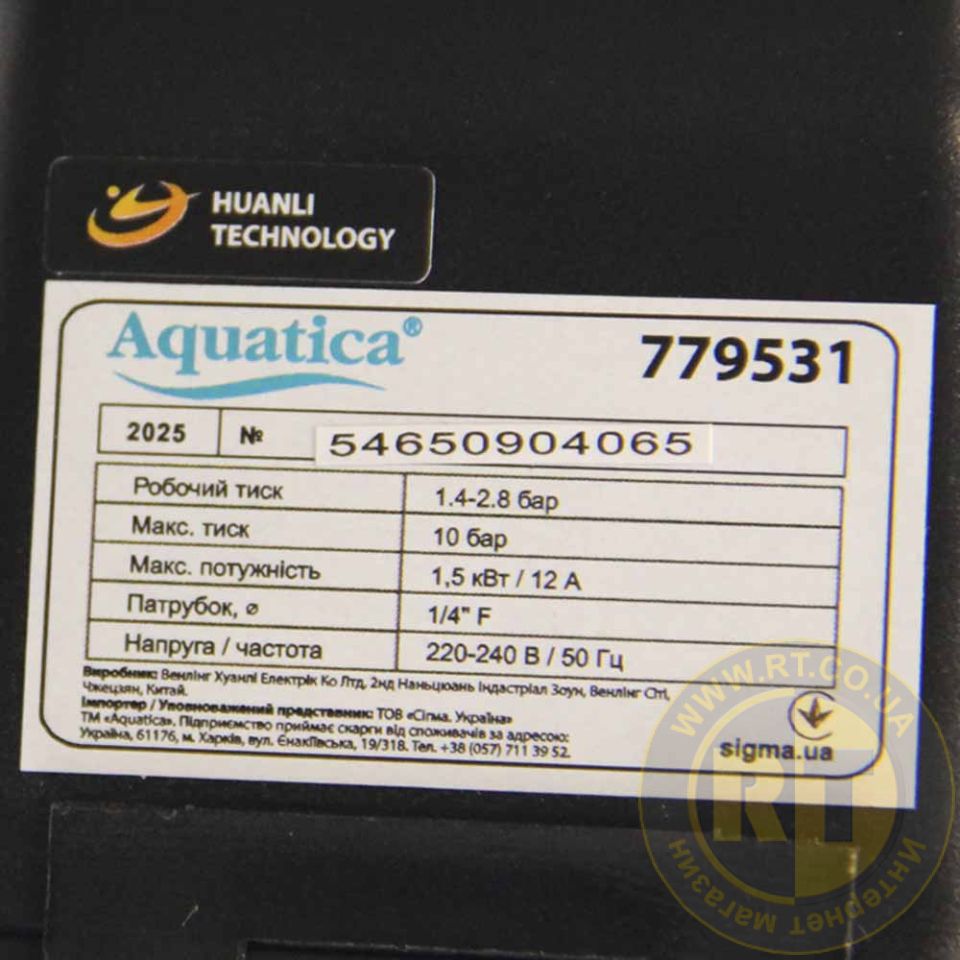 HUANLI
TECHNOLOGY
Aquatica®
779531
2025 № 54650904065
Робочий тиск 1.4-2.8 бар
Макс. тиск 10 бар
Макс. потужність 1,5 кВт / 12 А
Патрубок, ⌀ 1/4" F
Напруга / частота 220-240 В / 50 Гц
Виробник: Венлінг Хуанлі Електрік Ко Лтд, 2нд Наньцюань Індастріал Зоун, Венлінг Сіті,
Чжецзян, Китай.
Імпортер / Уповноважений представник: ТОВ «Сігма. Україна»
ТМ «Aquatica». Підприємство приймає скарги від споживачів за адресою:
Україна, 61176, м. Харків, вул. Єнакіївська, 19/318. Тел. +38 (057) 711 39 52.
sigma.ua
WWW.RT.CO.UA
RT
Интернет магазин